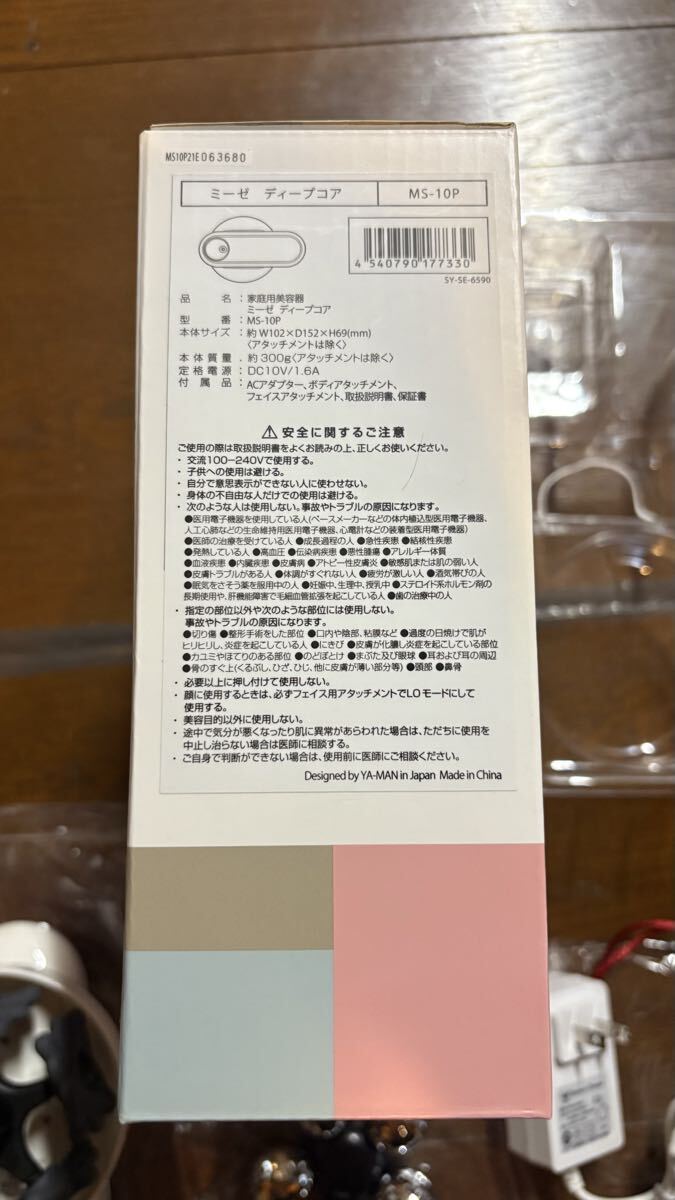 MS10P21E063680
ミーゼ ディープコア MS-10P
4 540790 177330
SY-SE-6590
品名：家庭用美容器
ミーゼ ディープコア
型番：MS-10P
本体サイズ：約 W102×D152×H69(mm)
〈アタッチメントは除く〉
本体質量：約 300g〈アタッチメントは除く〉
定格電源：DC10V/1.6A
付属品：ACアダプター、ボディアタッチメント、
フェイスアタッチメント、取扱説明書、保証書
⚠ 安全に関するご注意
ご使用の際は取扱説明書をよくお読みの上、正しくお使いください。
・交流100−240Vで使用する。
・子供への使用は避ける。
・自分で意思表示ができない人に使わせない。
・身体の不自由な人だけでの使用は避ける。
・次のような人は使用しない。事故やトラブルの原因になります。
●医用電子機器を使用している人(ペースメーカーなどの体内植込型医用電子機器、
人工心肺などの生命維持用医用電子機器、心電計などの装着型医用電子機器)
●医師の治療を受けている人 ●成長過程の人 ●急性疾患 ●結核性疾患
●発熱している人 ●高血圧 ●伝染病疾患 ●悪性腫瘍 ●アレルギー体質
●血液疾患 ●内臓疾患 ●皮膚病 ●アトピー性皮膚炎 ●敏感肌または肌の弱い人
●皮膚トラブルがある人 ●体調がすぐれない人 ●疲労が激しい人 ●酒気帯びの人
●眠気をさそう薬を服用中の人 ●妊娠中、生理中、授乳中 ●ステロイド系ホルモン剤の
長期使用や、肝機能障害で毛細血管拡張を起こしている人 ●歯の治療中の人
・指定の部位以外や次のような部位には使用しない。
事故やトラブルの原因になります。
●切り傷 ●整形手術をした部位 ●口内や陰部、粘膜など ●過度の日焼けで肌が
ヒリヒリし、炎症を起こしている人 ●にきび ●皮膚が化膿し炎症を起こしている部位
●カユミやほてりのある部位 ●のどぼとけ ●まぶた及び眼球 ●耳および耳の周辺
●骨のすぐ上(くるぶし、ひざ、ひじ、他に皮膚が薄い部分等) ●頸部 ●鼻骨
・必要以上に押し付けて使用しない。
・顔に使用するときは、必ずフェイス用アタッチメントでLOモードにして
使用する。
・美容目的以外に使用しない。
・途中で気分が悪くなったり肌に異常があらわれた場合は、ただちに使用を
中止し治らない場合は医師に相談する。
・ご自身で判断ができない場合は、使用前に医師にご相談ください。
Designed by YA-MAN in Japan Made in China